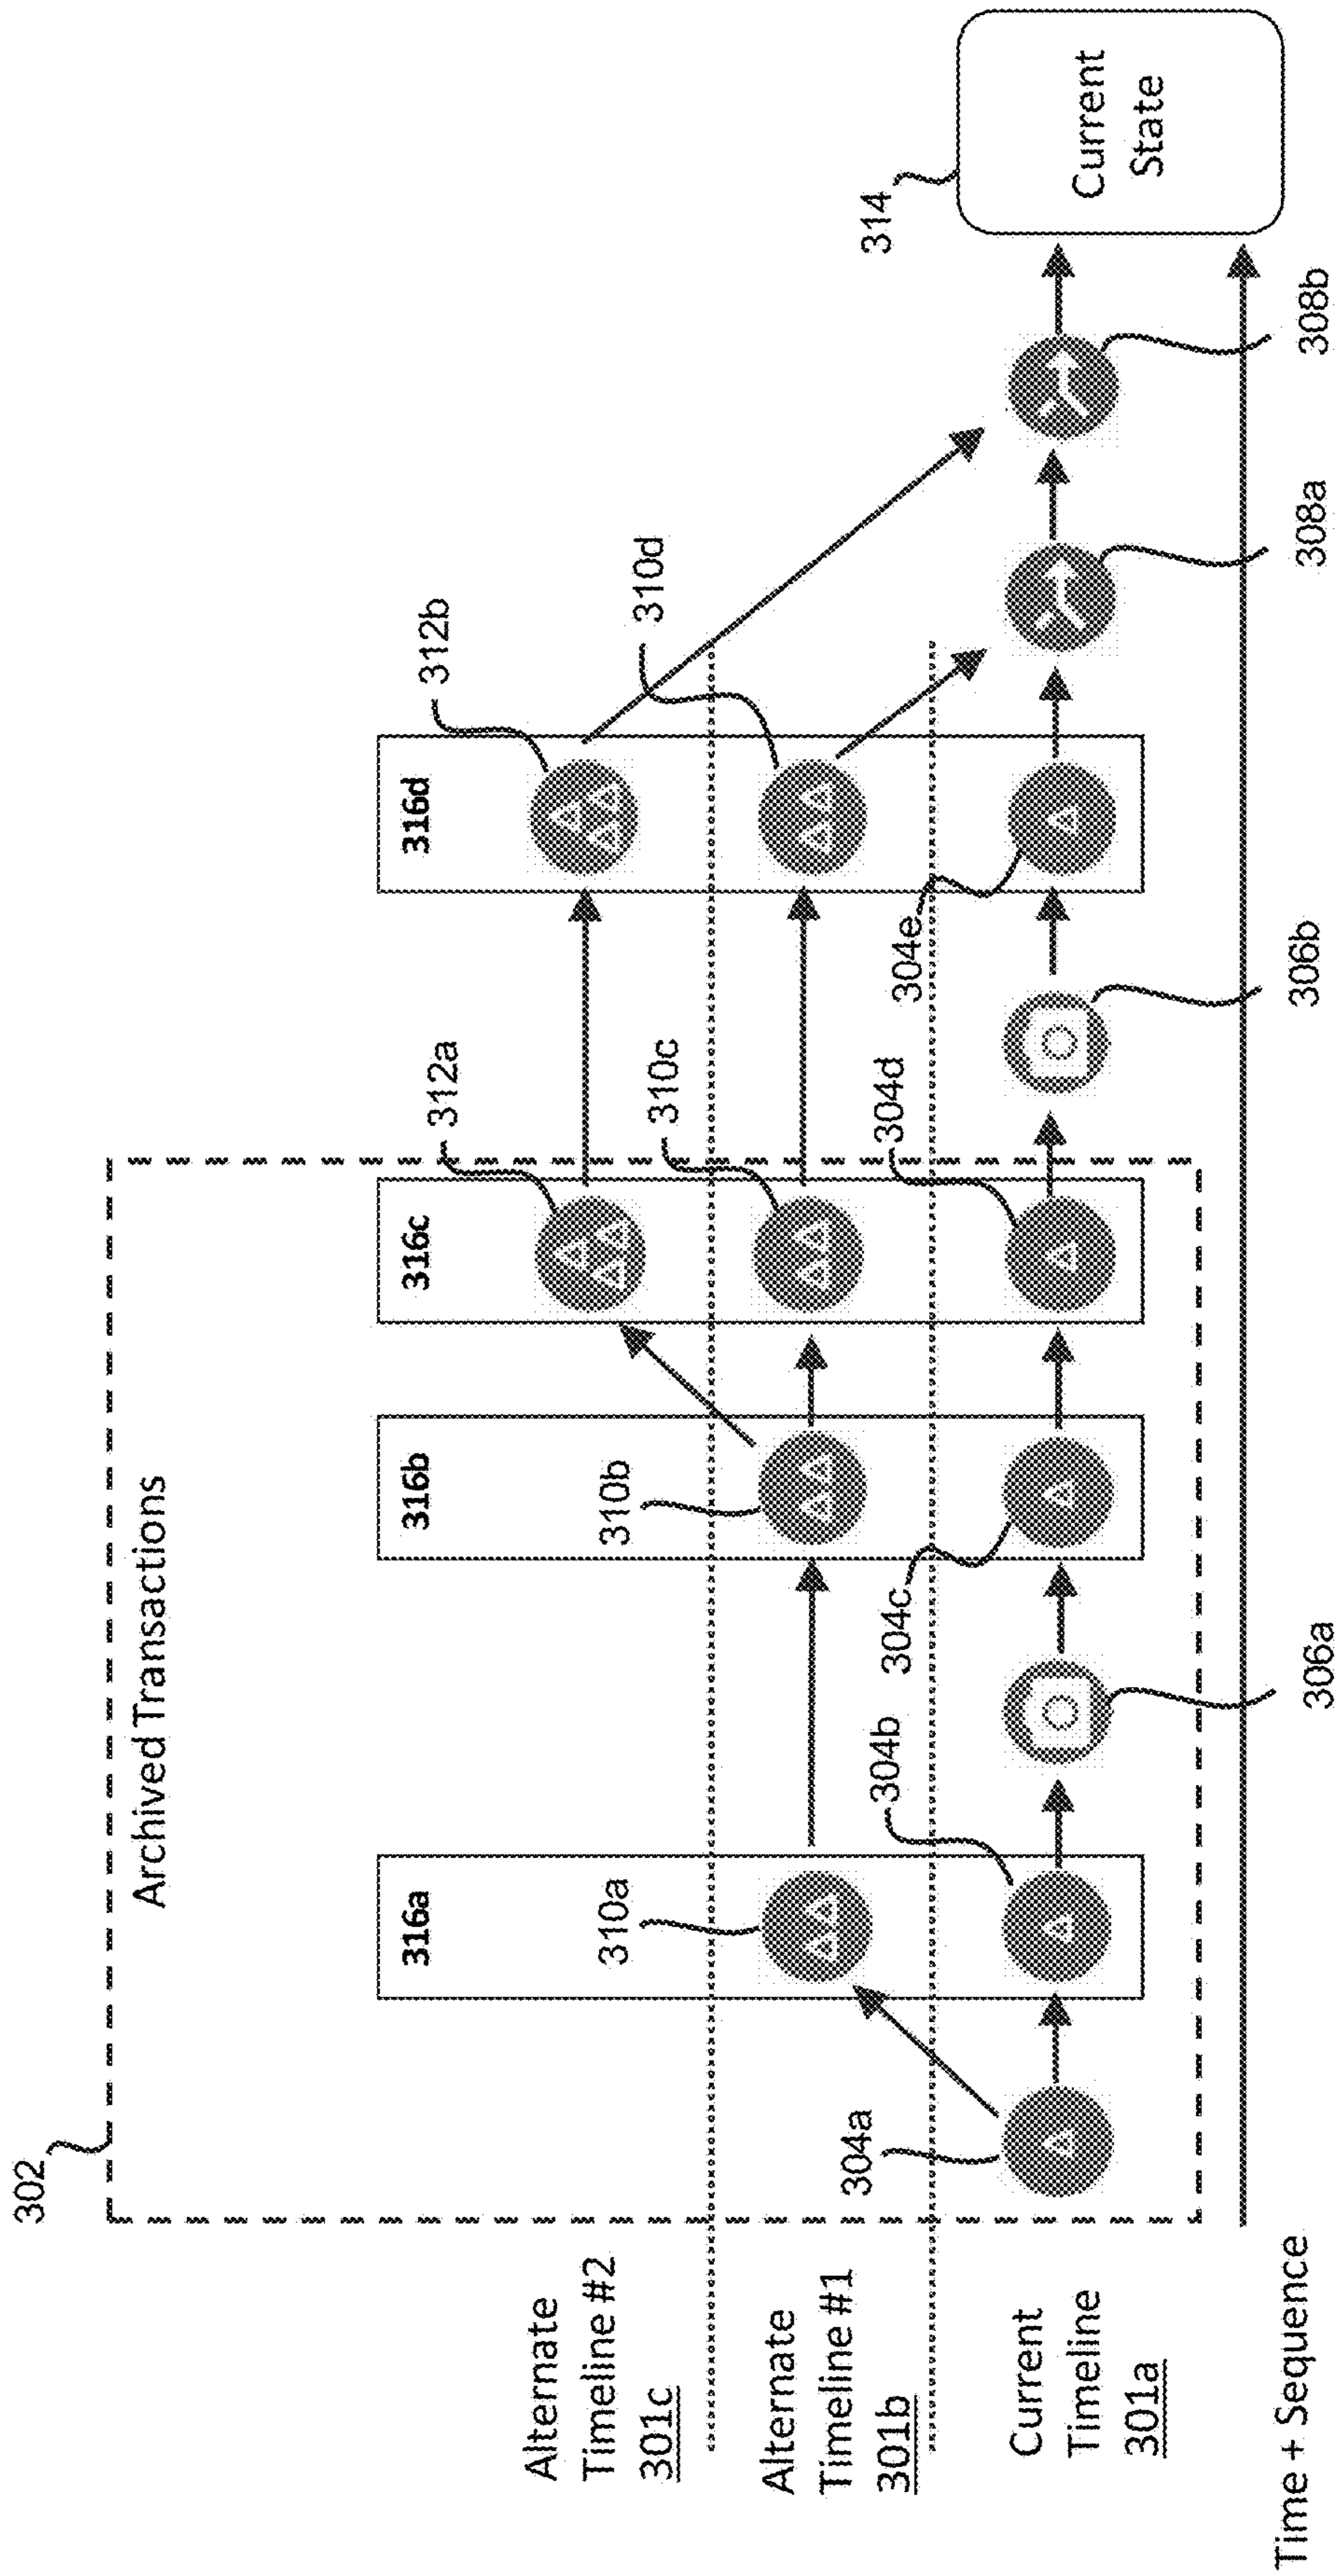 302
Archived Transactions
Alternate
Timeline #2
301c
Alternate
Timeline #1
301b
Current
Timeline
301a
316a
316b
316c
316d
312a
312b
310a
310b
310c
310d
304a
304b
304c
304d
304e
306a
306b
308a
308b
314
Current
State
Time + Sequence